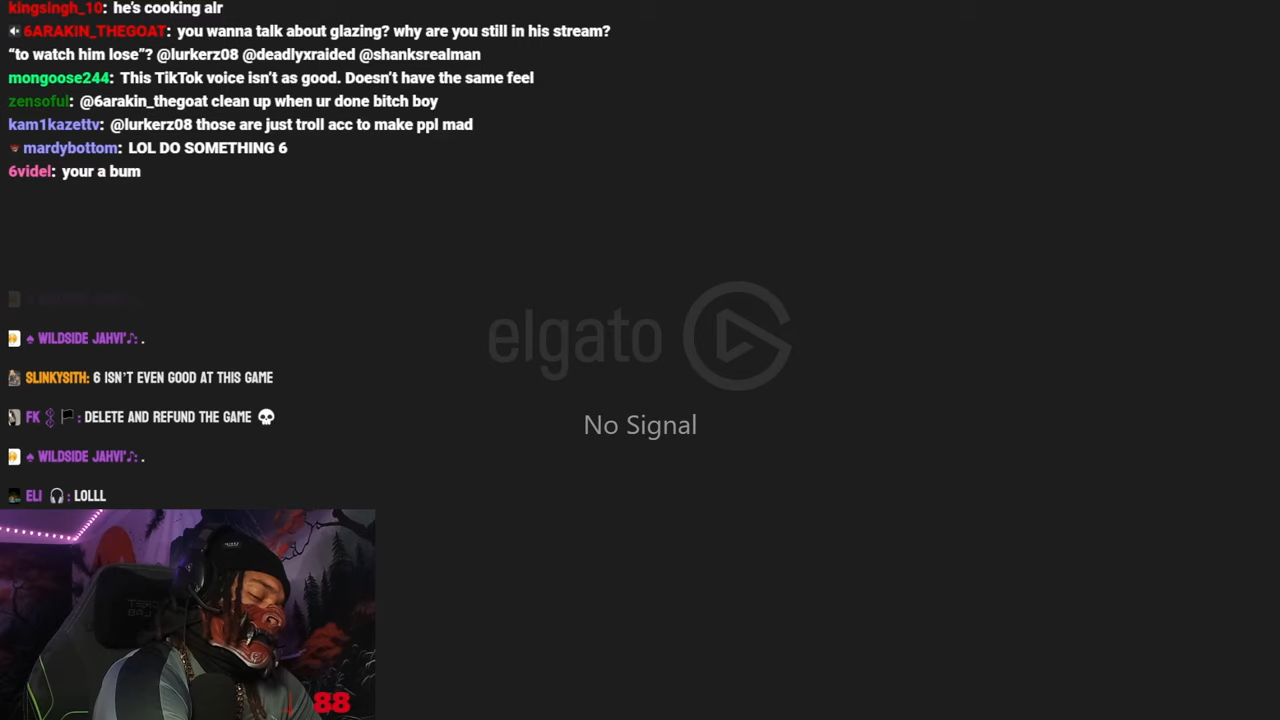 kingsingh_10: he's cooking alr
6ARAKIN_THEGOAT: you wanna talk about glazing? why are you still in his stream?
“to watch him lose”? @lurkerz08 @deadlyxraided @shanksrealman
mongoose244: This TikTok voice isn’t as good. Doesn’t have the same feel
zensoful: @6arakin_thegoat clean up when ur done bitch boy
kam1kazettv: @lurkerz08 those are just troll acc to make ppl mad
mardybottom: LOL DO SOMETHING 6
6videl: your a bum
♠ WILDSIDE JAHVI'♪: .
SLINKYSITH: 6 ISN'T EVEN GOOD AT THIS GAME
FK : DELETE AND REFUND THE GAME 💀
♠ WILDSIDE JAHVI'♪: .
ELI 🎧: LOLLL
elgato
No Signal
88